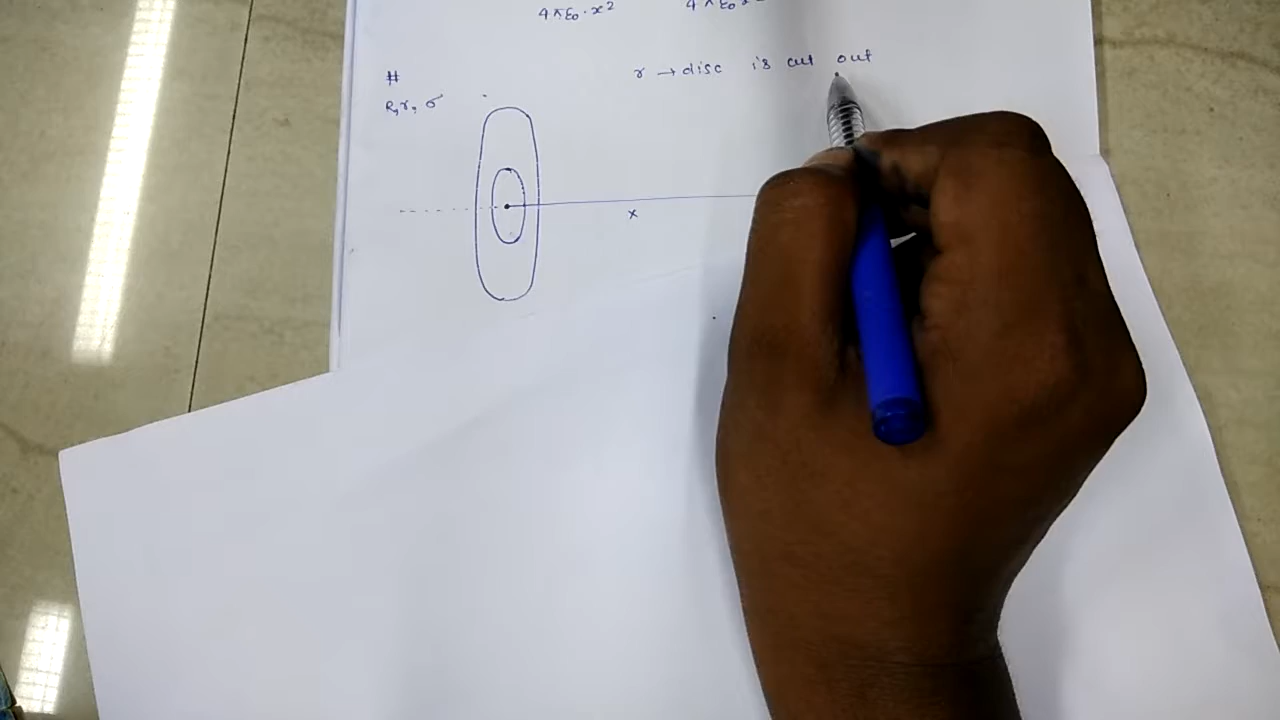 4πε₀·x²
#
r → disc is cut out
R, r, σ
x